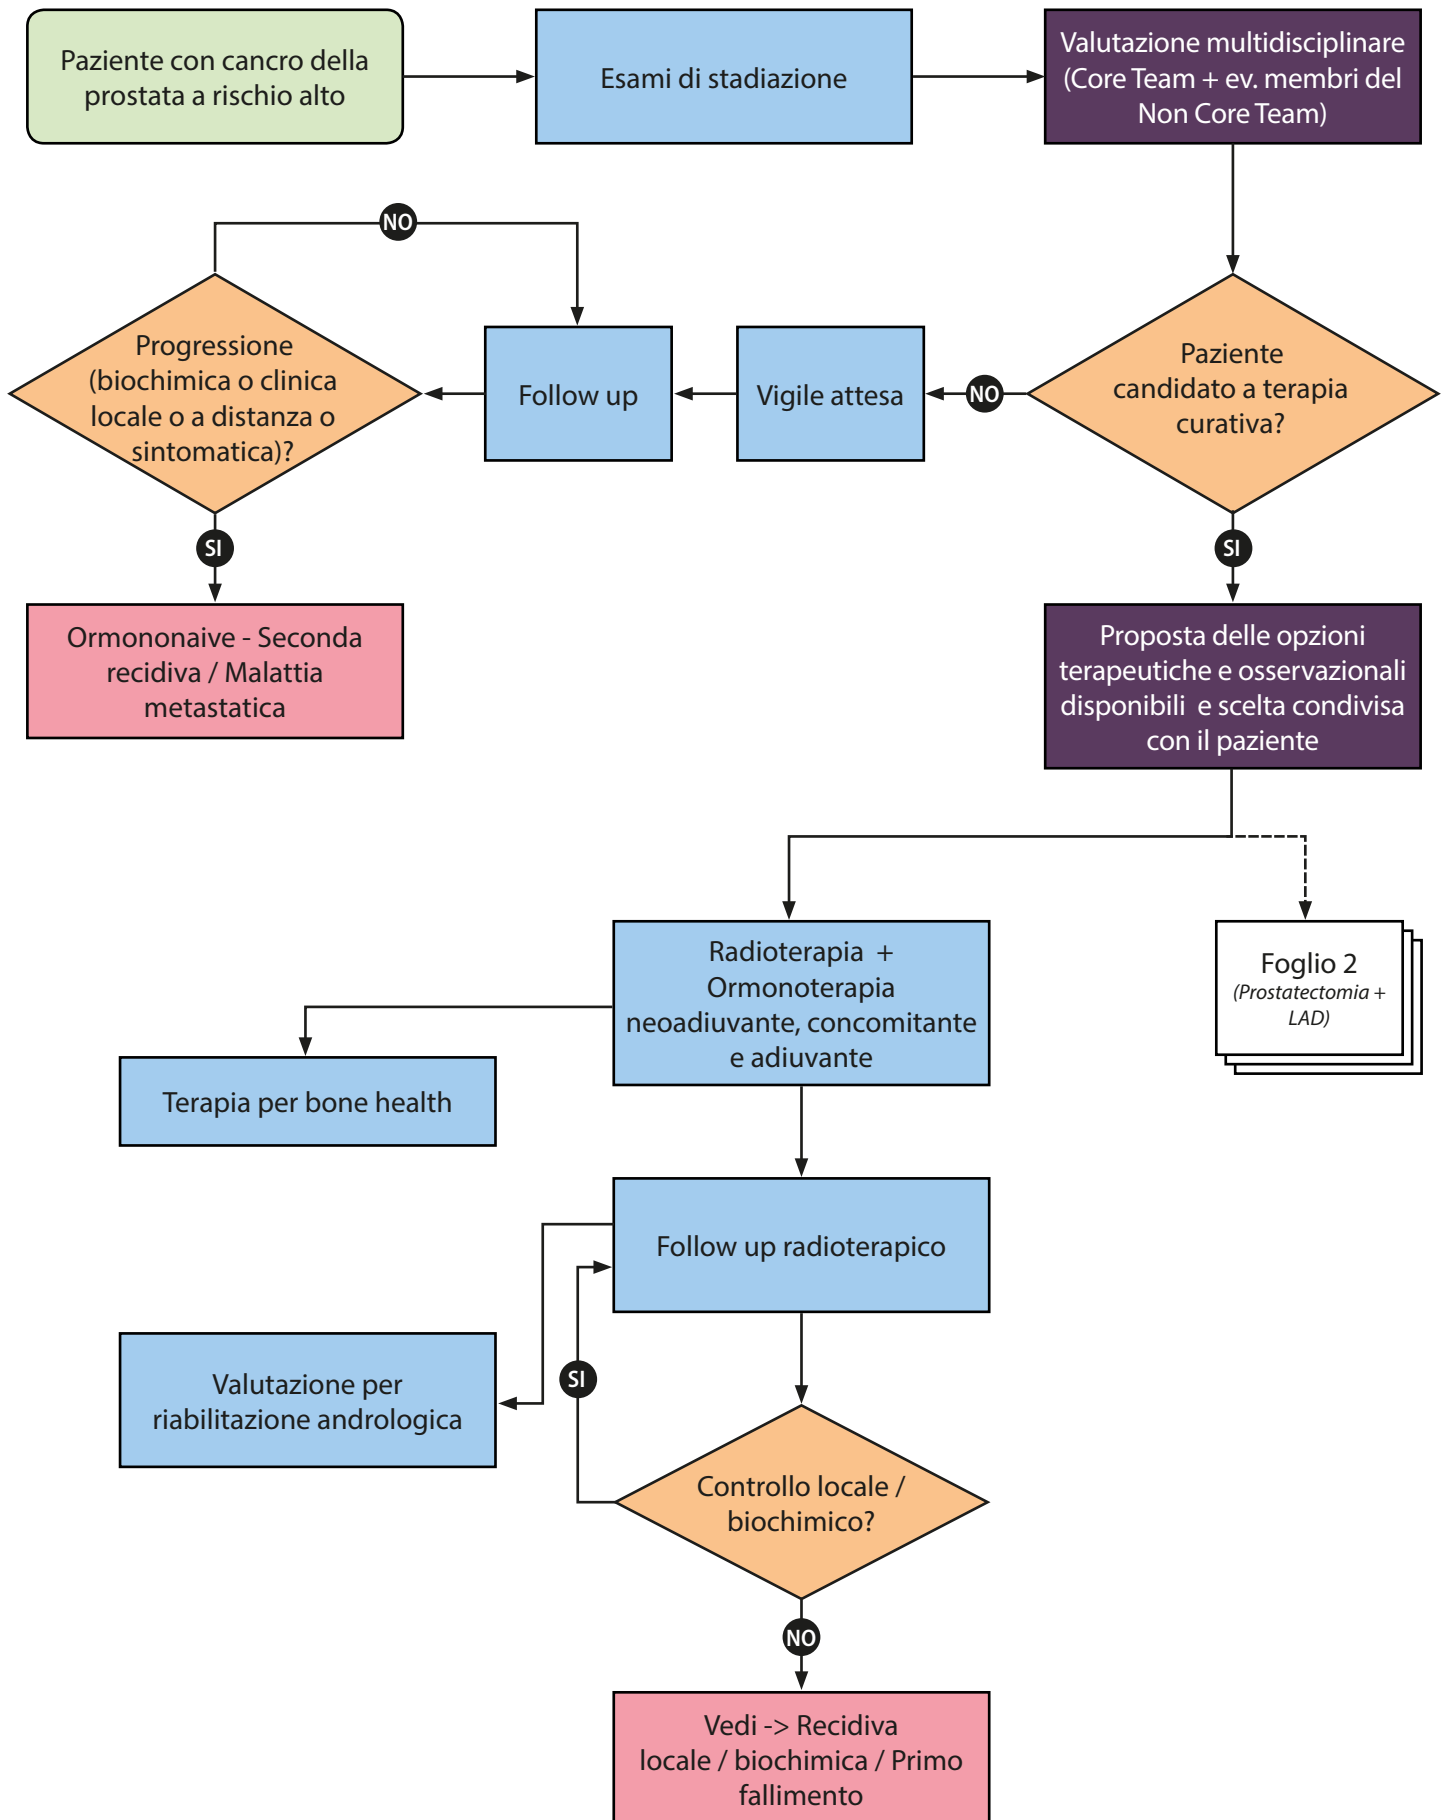 Paziente con cancro della
prostata a rischio alto
Esami di stadiazione
Valutazione multidisciplinare
(Core Team + ev. membri del
Non Core Team)
NO
Progressione
(biochimica o clinica
locale o a distanza o
sintomatica)?
Follow up
Vigile attesa
NO
Paziente
candidato a terapia
curativa?
SI
SI
Ormononaive - Seconda
recidiva / Malattia
metastatica
Proposta delle opzioni
terapeutiche e osservazionali
disponibili e scelta condivisa
con il paziente
Radioterapia +
Ormonoterapia
neoadiuvante, concomitante
e adiuvante
Foglio 2
(Prostatectomia +
LAD)
Terapia per bone health
Follow up radioterapico
Valutazione per
riabilitazione andrologica
SI
Controllo locale /
biochimico?
NO
Vedi -> Recidiva
locale / biochimica / Primo
fallimento